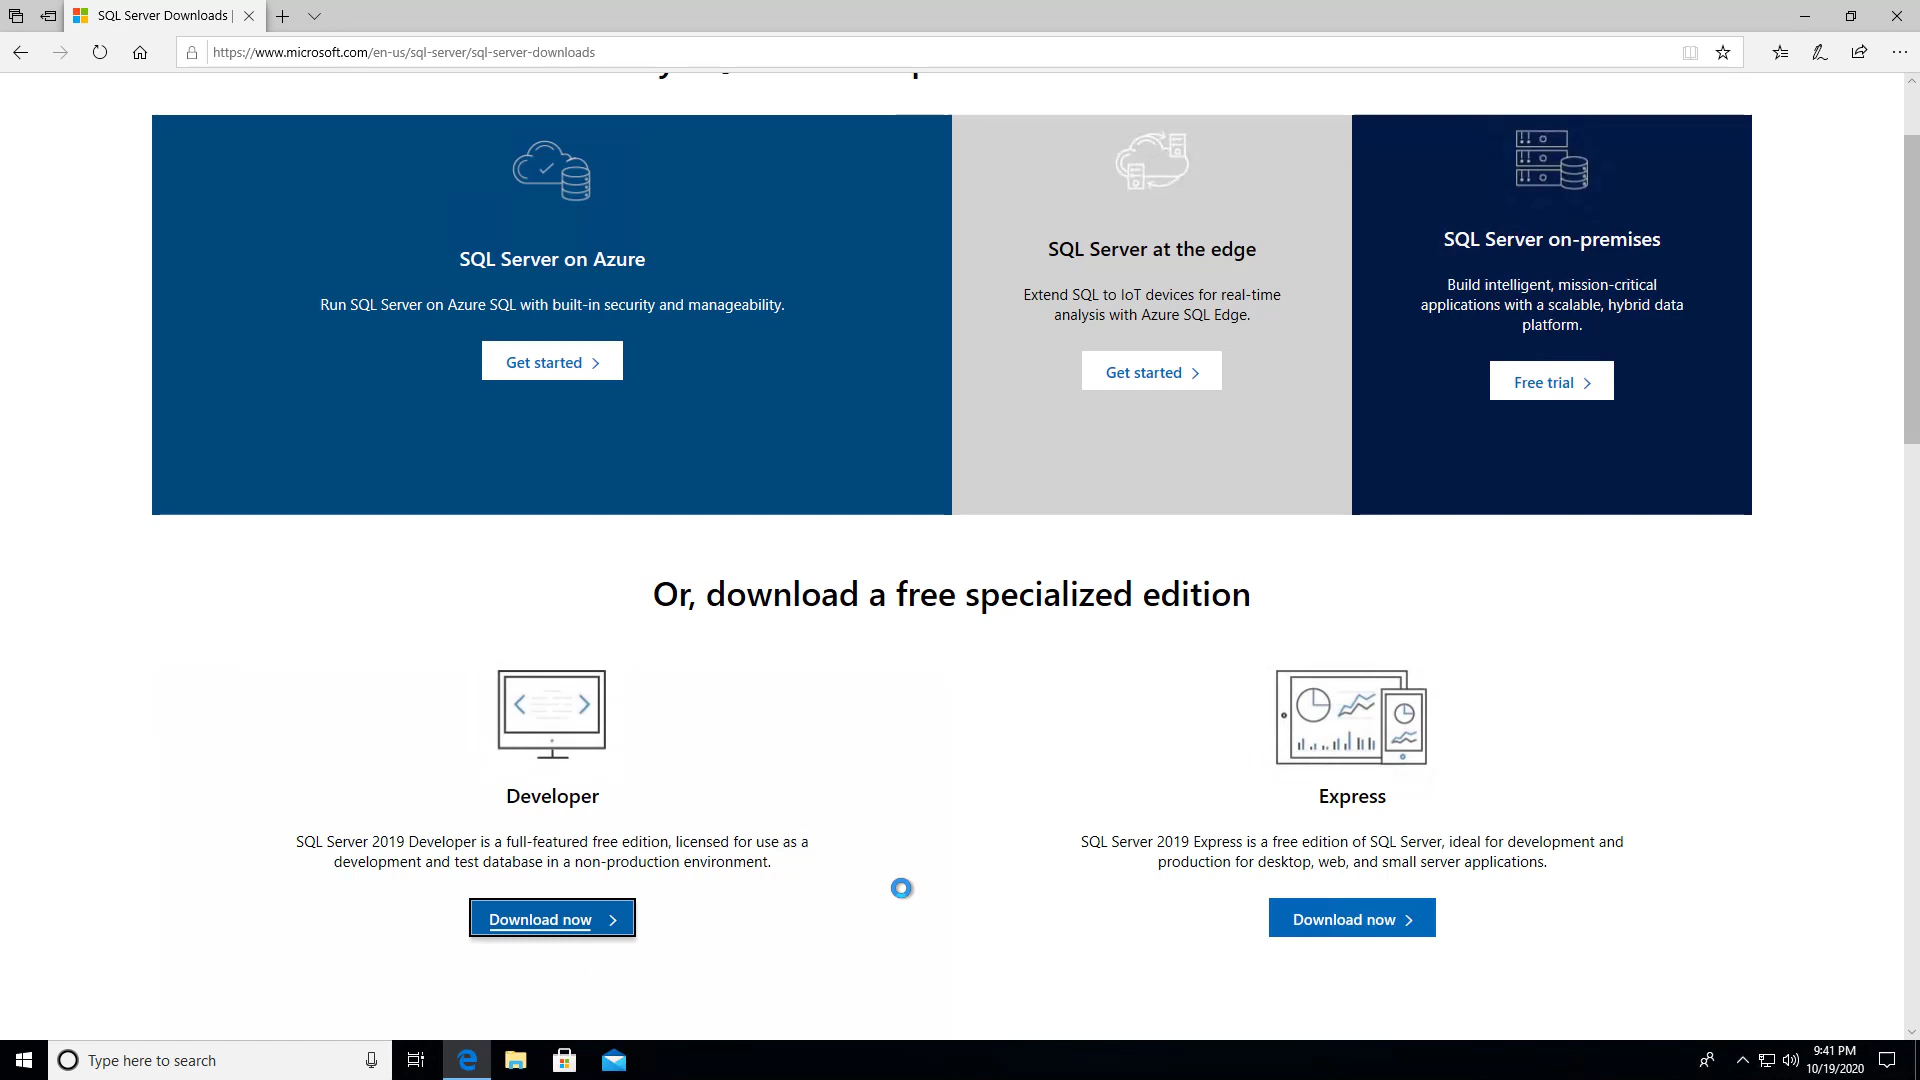 SQL Server Downloads |
https://www.microsoft.com/en-us/sql-server/sql-server-downloads
SQL Server on Azure
Run SQL Server on Azure SQL with built-in security and manageability.
Get started
SQL Server at the edge
Extend SQL to IoT devices for real-time
analysis with Azure SQL Edge.
Get started
SQL Server on-premises
Build intelligent, mission-critical
applications with a scalable, hybrid data
platform.
Free trial
Or, download a free specialized edition
Developer
SQL Server 2019 Developer is a full-featured free edition, licensed for use as a
development and test database in a non-production environment.
Download now
Express
SQL Server 2019 Express is a free edition of SQL Server, ideal for development and
production for desktop, web, and small server applications.
Download now
Type here to search
9:41 PM
10/19/2020